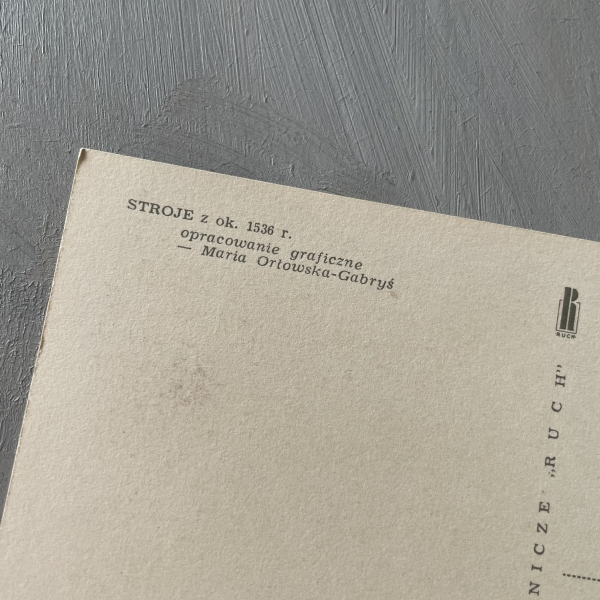 STROJE z ok. 1536 r.
opracowanie graficzne
— Maria Orłowska-Gabryś
RUCH
NICZE „RUCH”